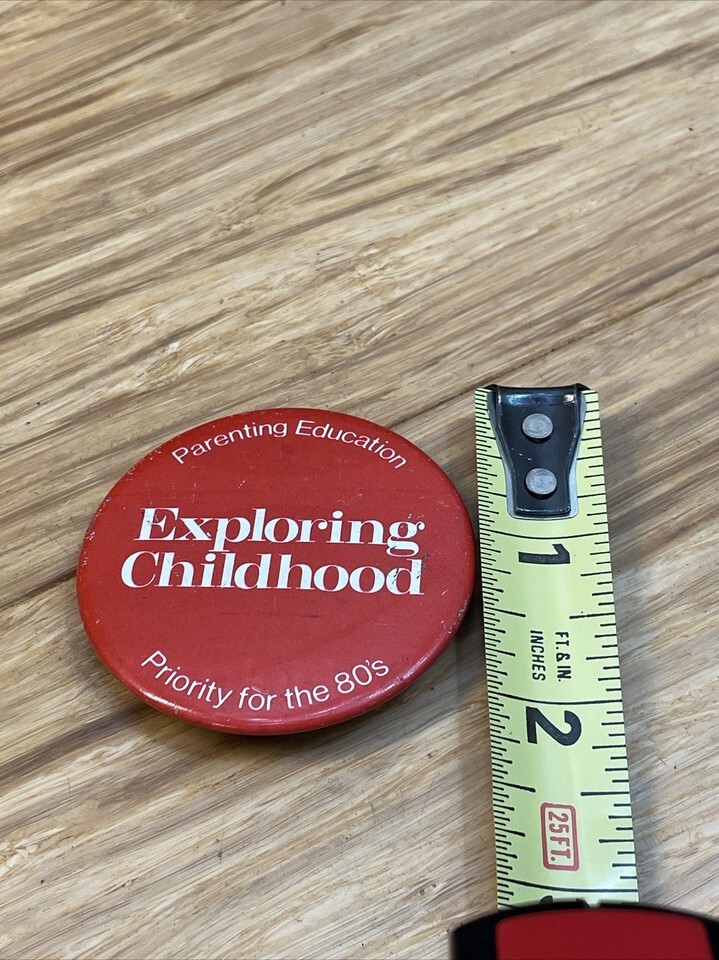 Parenting Education
Exploring
Childhood
Priority for the 80's
1
FT. & IN.
INCHES
2
25FT.